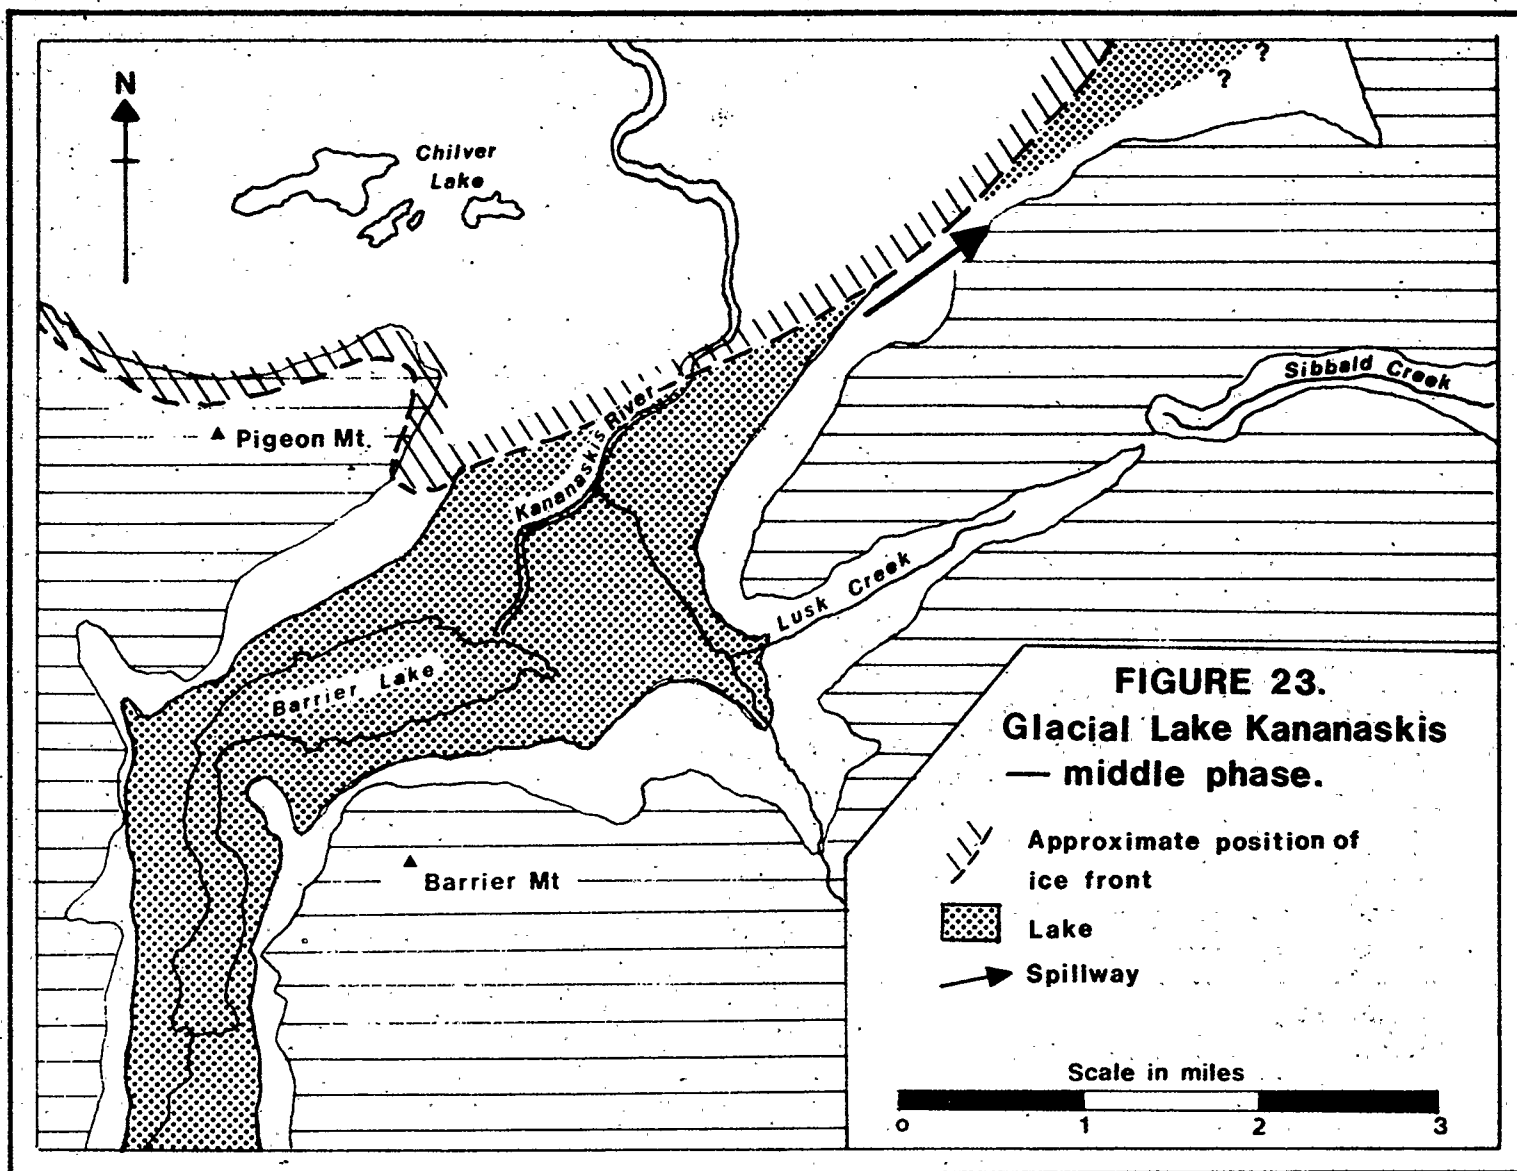 N
?
?
Chilver
Lake
Sibbald Creek
Pigeon Mt.
Kananaskis River
Lusk Creek
Barrier Lake
Barrier Mt
FIGURE 23.
Glacial Lake Kananaskis
— middle phase.
Approximate position of
ice front
Lake
Spillway
Scale in miles
0 1 2 3